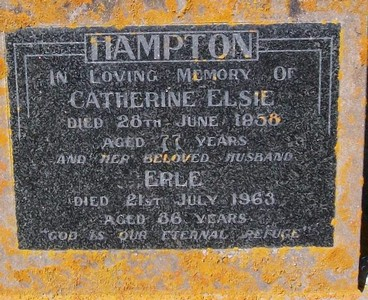 HAMPTON
IN LOVING MEMORY OF
CATHERINE ELSIE
DIED 28TH JUNE 1958
AGED 77 YEARS
AND HER BELOVED HUSBAND
ERLE
DIED 21ST JULY 1963
AGED 86 YEARS
"GOD IS OUR ETERNAL REFUGE"